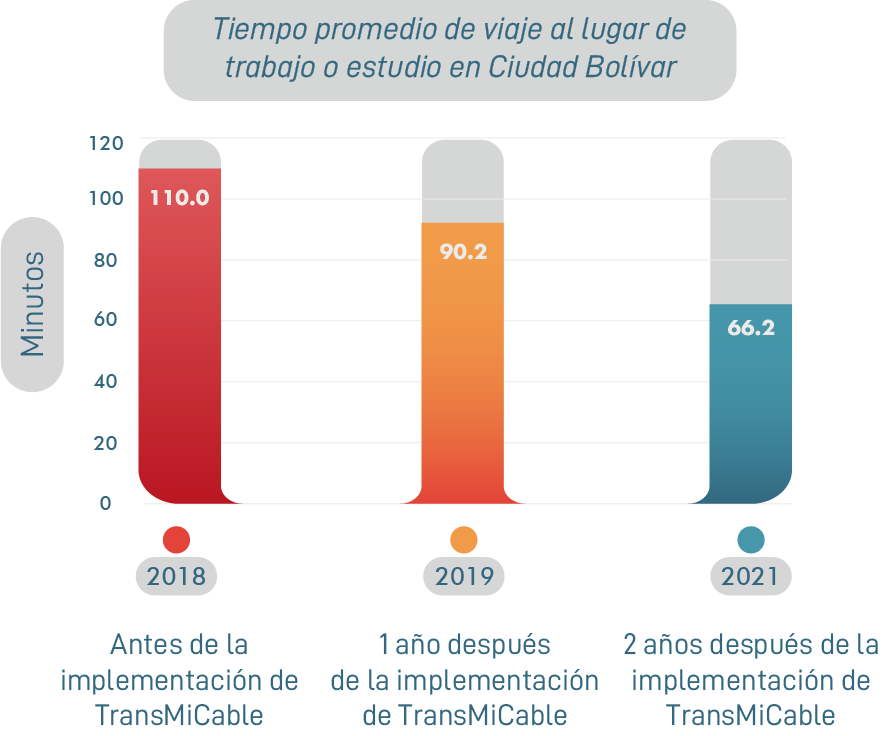 Tiempo promedio de viaje al lugar de
trabajo o estudio en Ciudad Bolívar
Minutos
120
100
80
60
40
20
0
110.0
90.2
66.2
2018
2019
2021
Antes de la
implementación de
TransMiCable
1 año después
de la implementación
de TransMiCable
2 años después de la
implementación de
TransMiCable